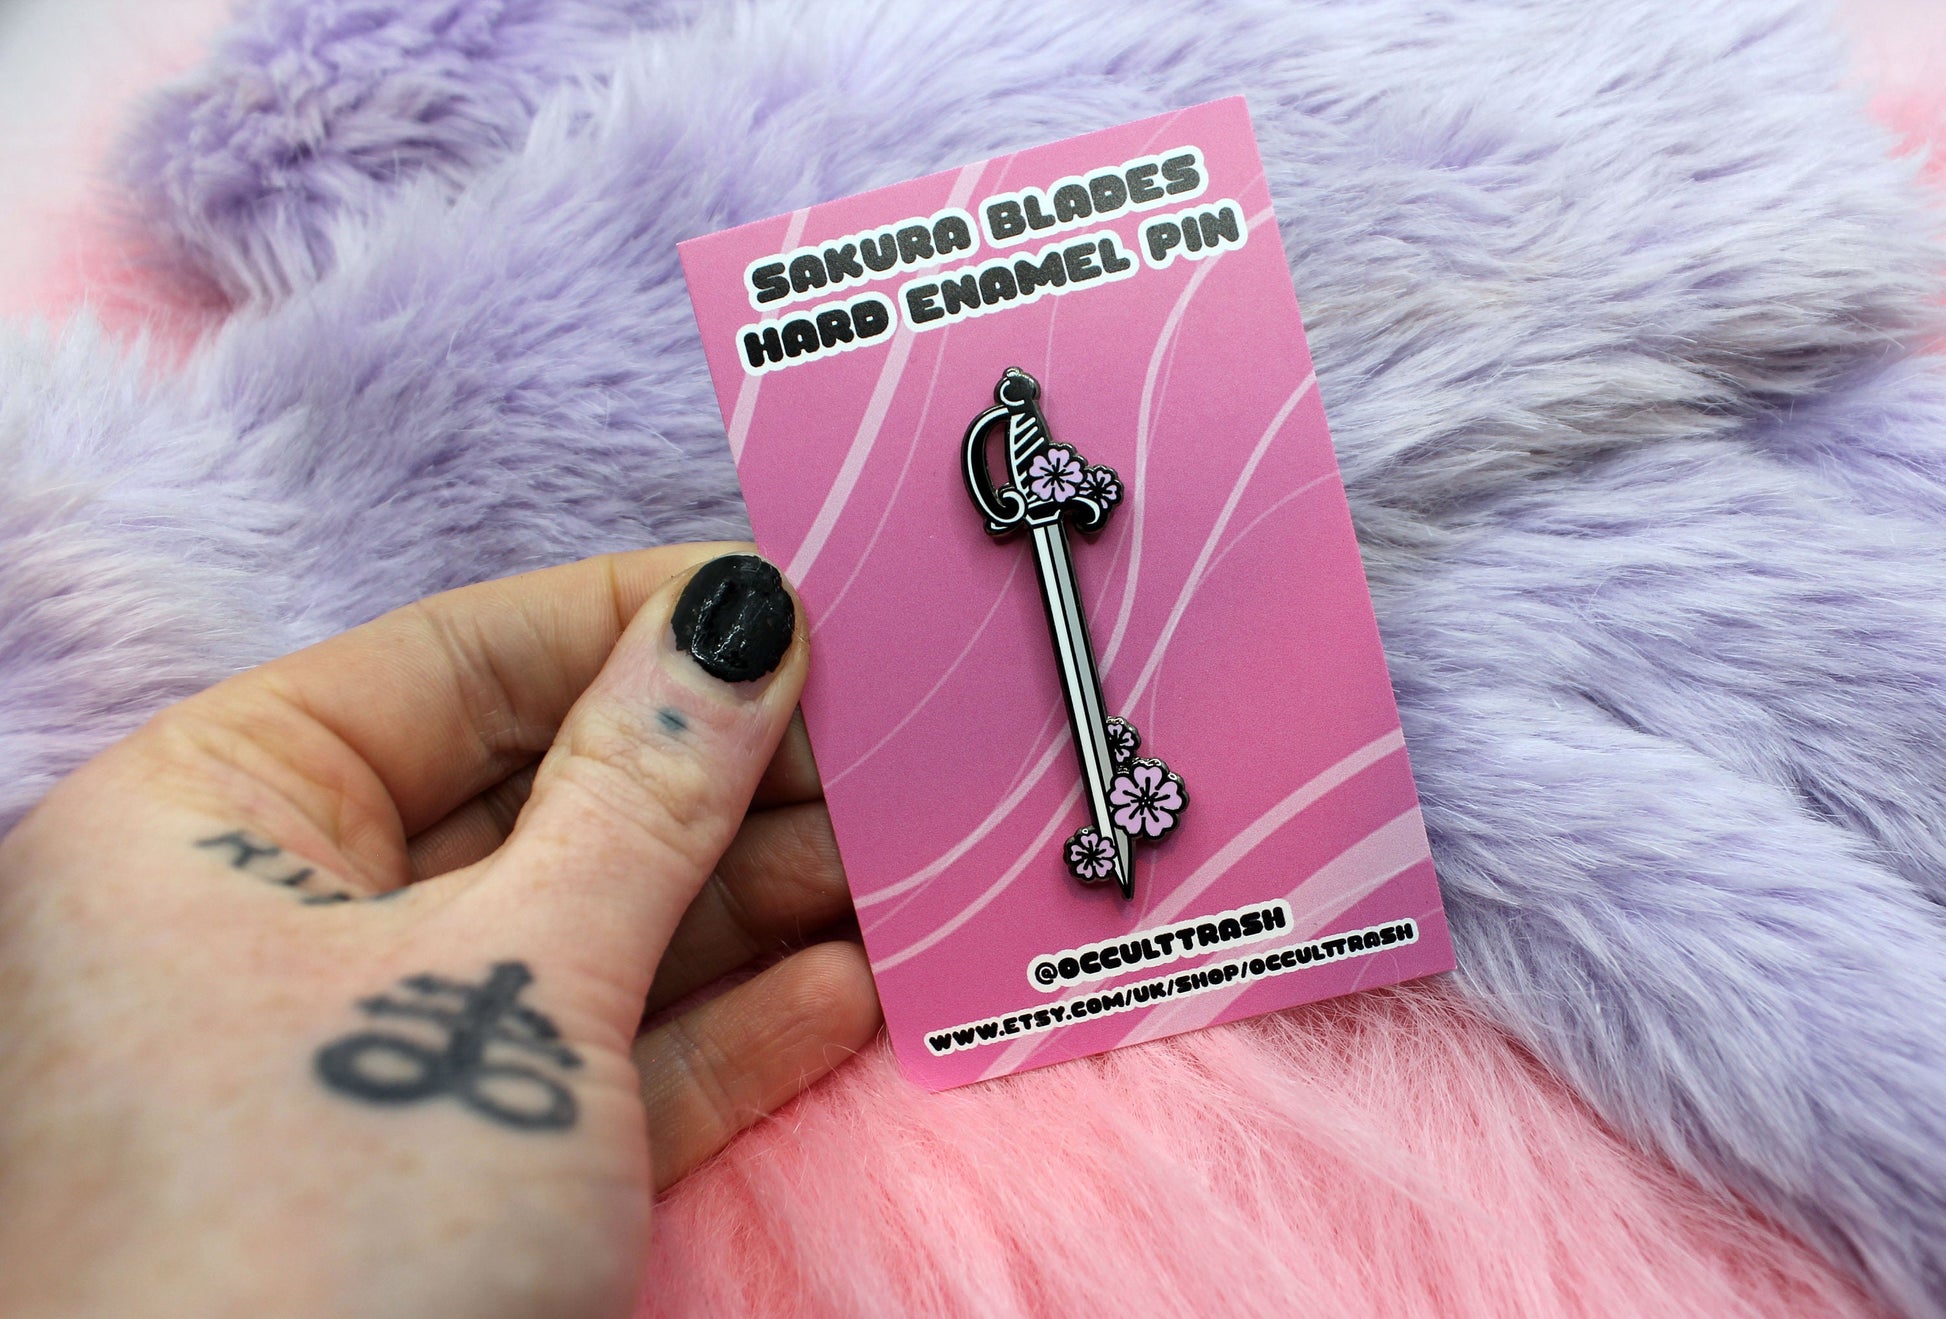 SAKURA BLADES
HARD ENAMEL PIN
@OCCULTTRASH
WWW.ETSY.COM/UK/SHOP/OCCULTTRASH